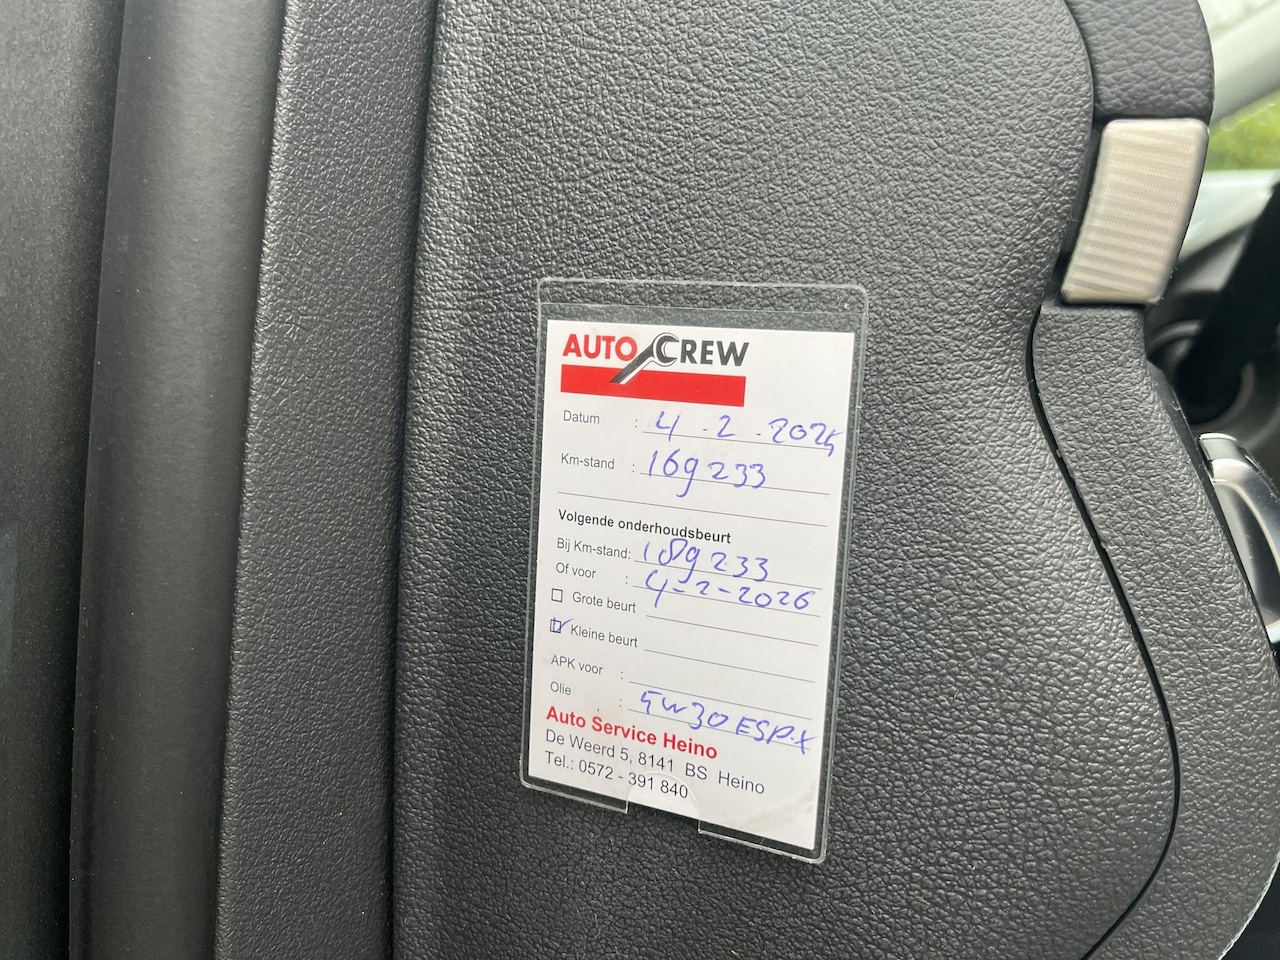 AUTO CREW
Datum : 4-2-2025
Km-stand : 169233
Volgende onderhoudsbeurt
Bij Km-stand: 189233
Of voor : 4-2-2026
Grote beurt
Kleine beurt
APK voor :
Olie : 5w30 ESP.X
Auto Service Heino
De Weerd 5, 8141 BS Heino
Tel.: 0572 - 391 840